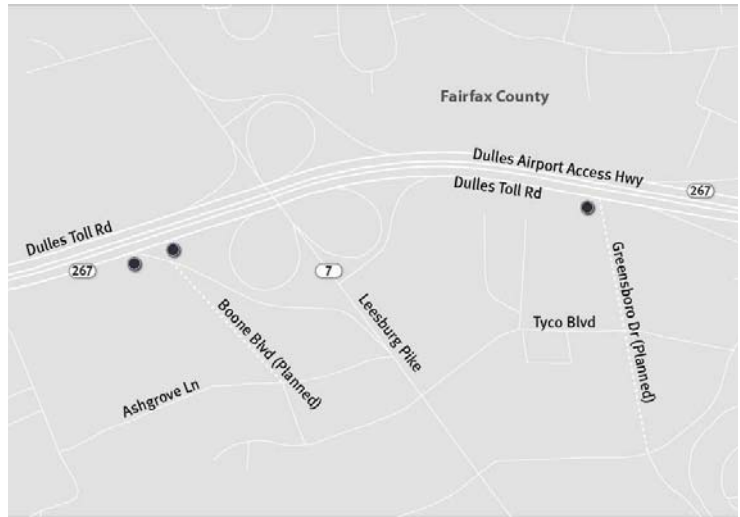 Fairfax County
Dulles Airport Access Hwy
Dulles Toll Rd
267
Dulles Toll Rd
267
7
Greensboro Dr (Planned)
Boone Blvd (Planned)
Leesburg Pike
Tyco Blvd
Ashgrove Ln